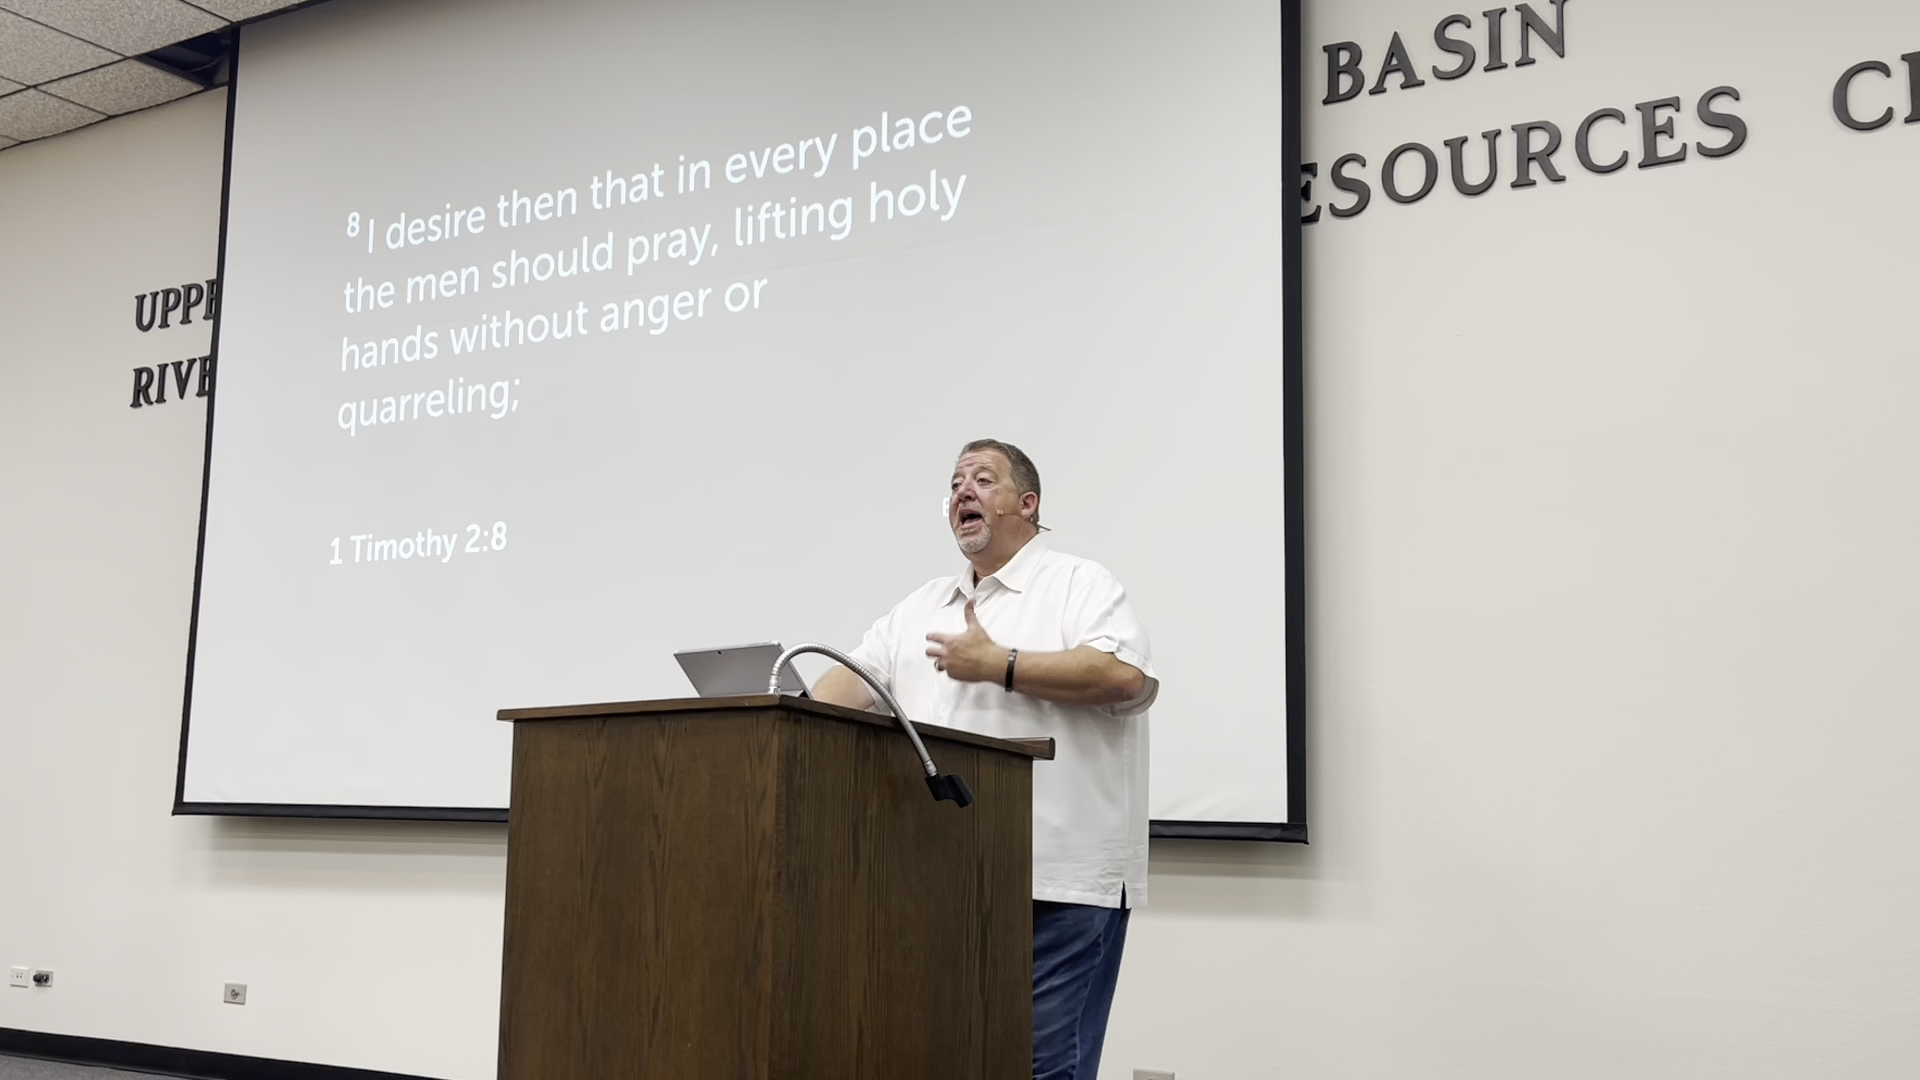 BASIN
ESOURCES
8 I desire then that in every place
the men should pray, lifting holy
hands without anger or
quarreling;
UPPE
RIVE
1 Timothy 2:8